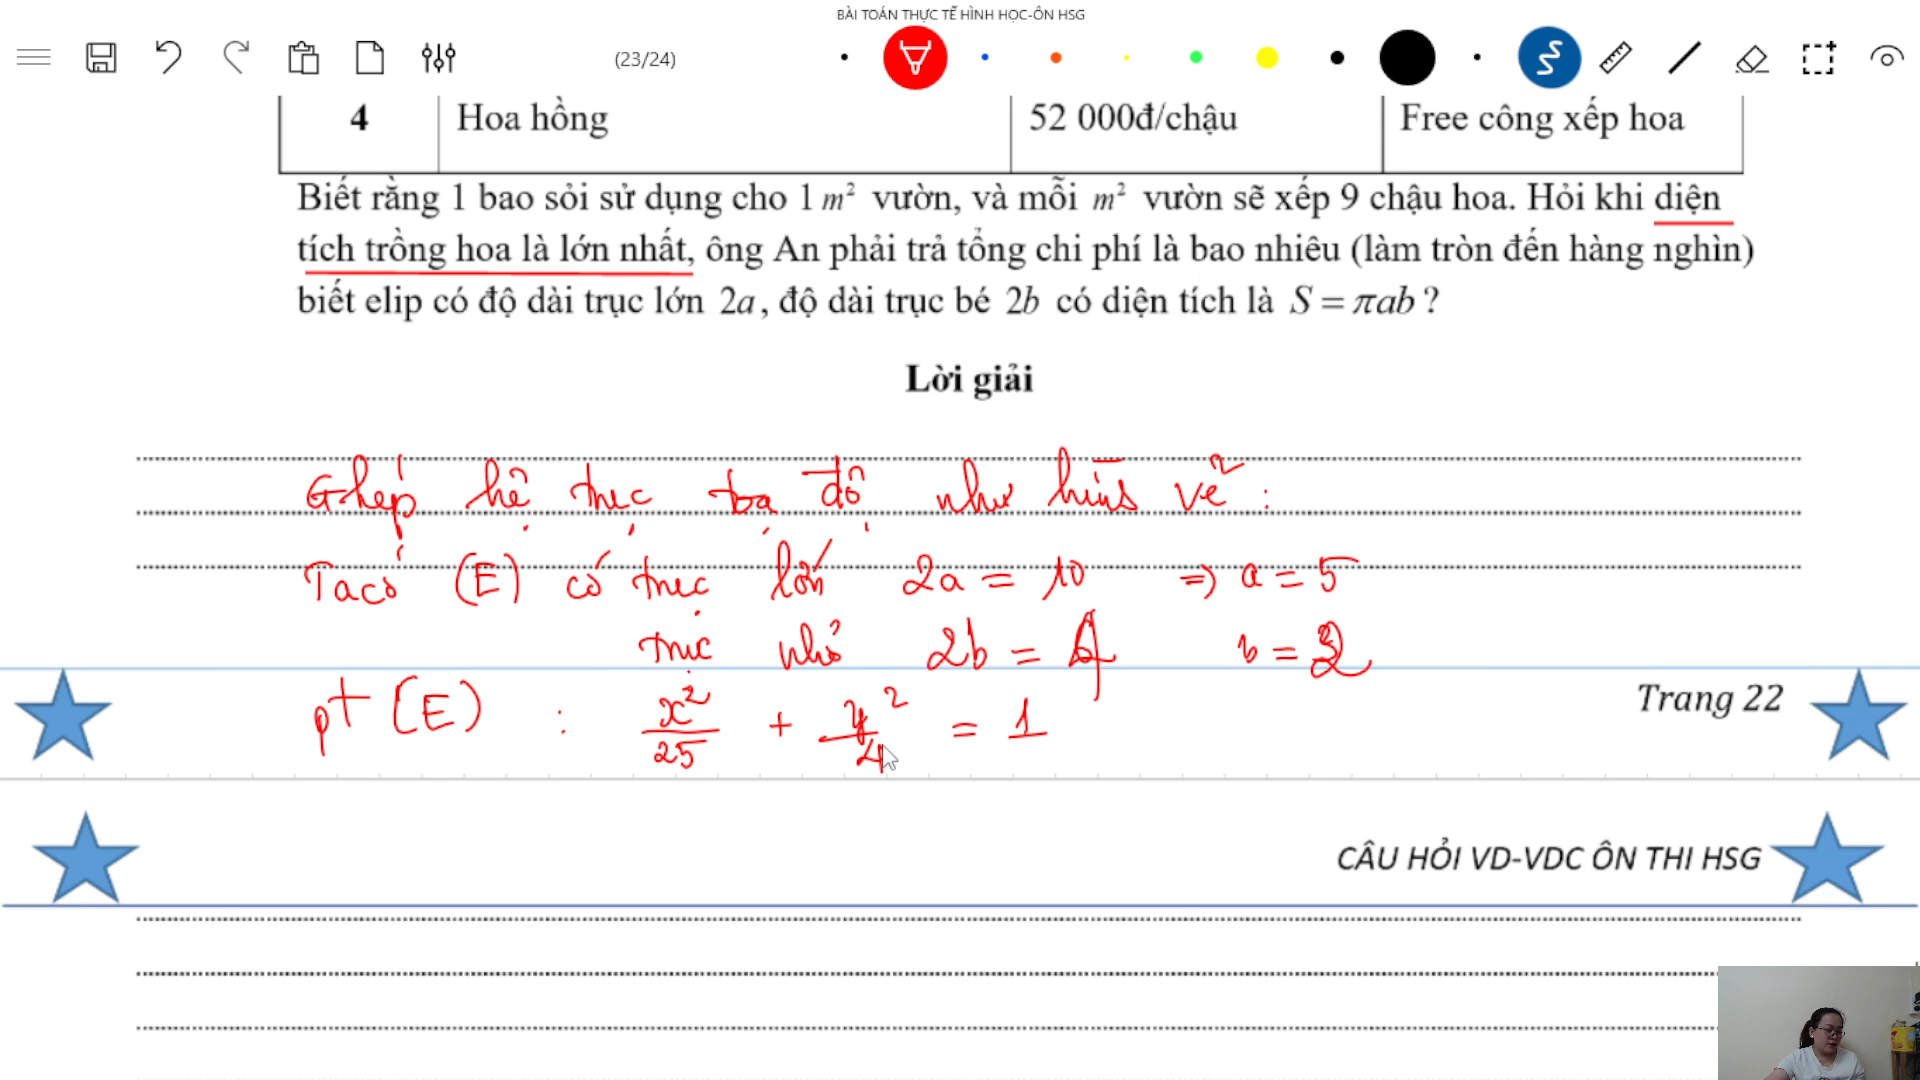 BÀI TOÁN THỰC TẾ HÌNH HỌC-ÔN HSG
(23/24)
4 Hoa hồng 52 000đ/chậu Free công xếp hoa
Biết rằng 1 bao sỏi sử dụng cho 1 m² vườn, và mỗi m² vườn sẽ xếp 9 chậu hoa. Hỏi khi diện
tích trồng hoa là lớn nhất, ông An phải trả tổng chi phí là bao nhiêu (làm tròn đến hàng nghìn)
biết elip có độ dài trục lớn 2a, độ dài trục bé 2b có diện tích là S = πab ?
Lời giải
Ghép hệ trục tọa độ như hình vẽ :
Ta có (E) có trục lớn 2a = 10 => a = 5
trục nhỏ 2b = 4 b = 2
pt (E) : x²/25 + y²/4 = 1
Trang 22
CÂU HỎI VD-VDC ÔN THI HSG